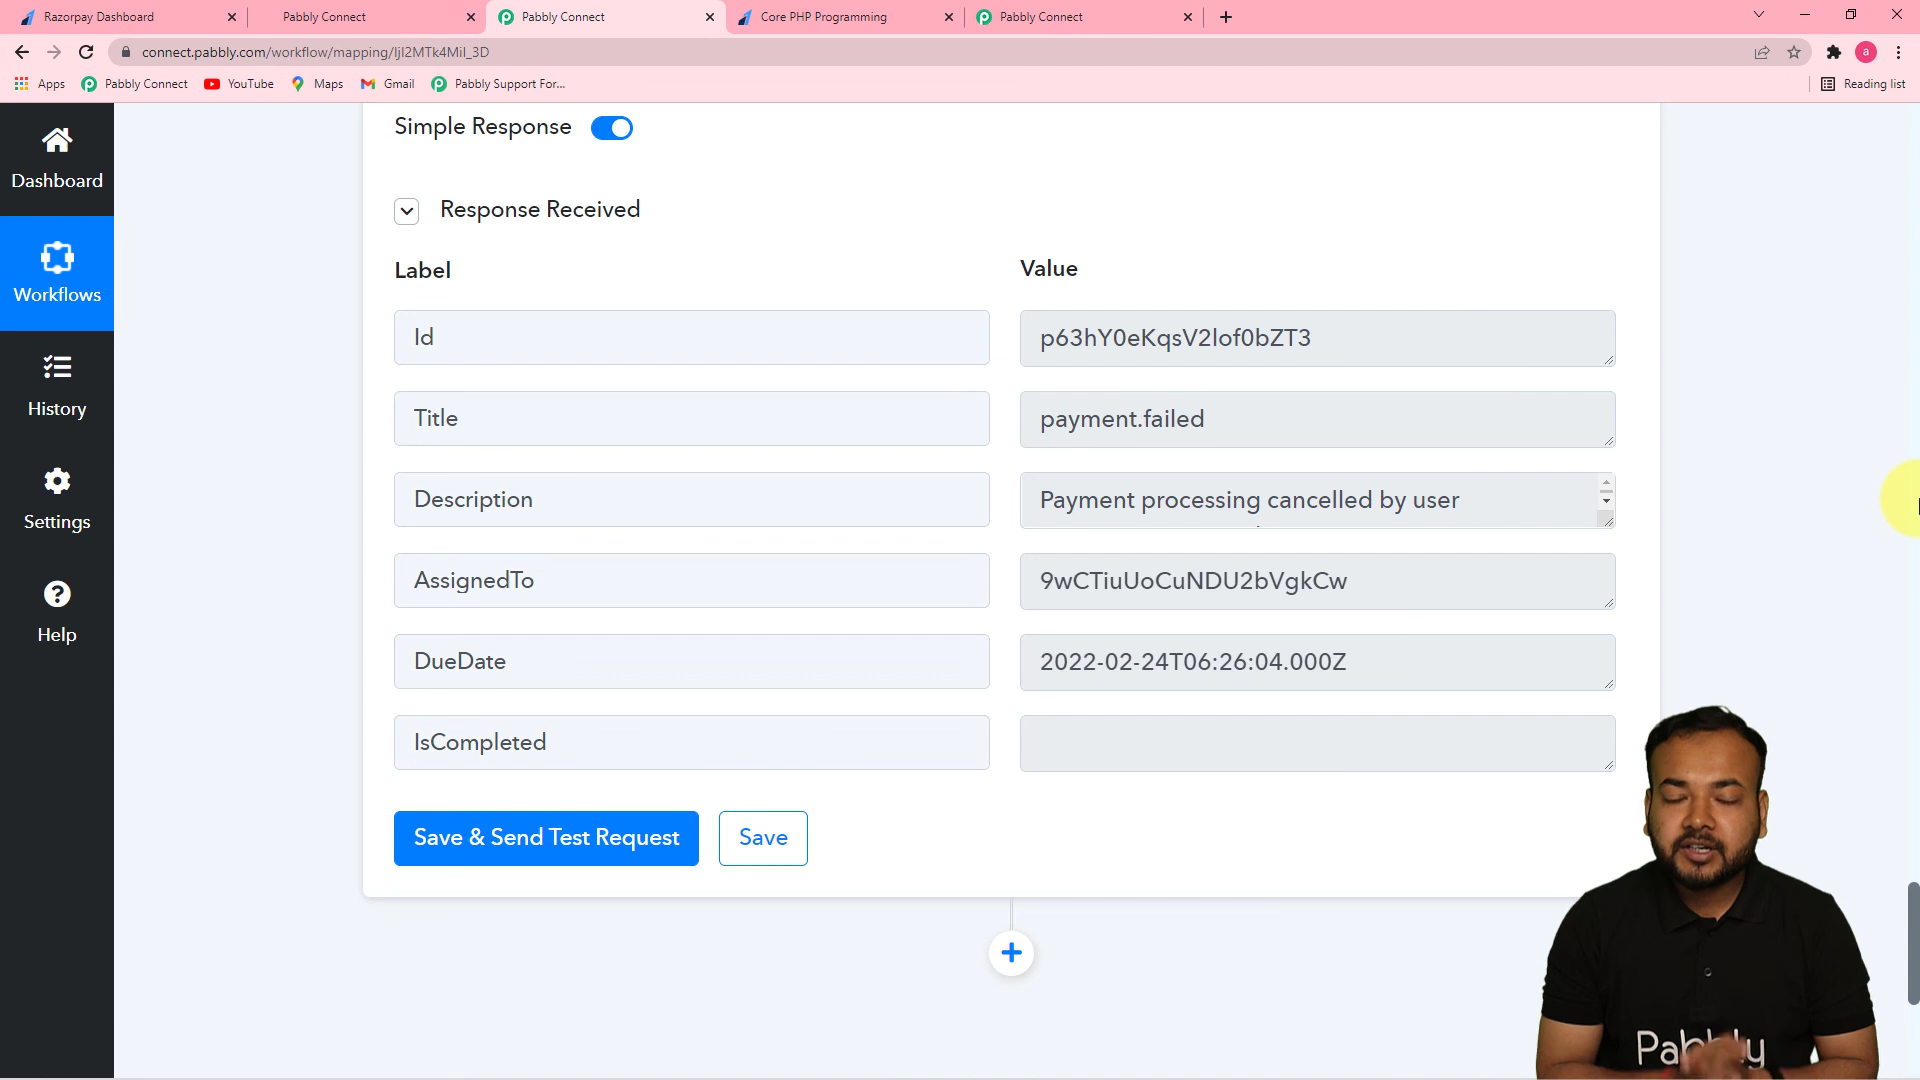 Razorpay Dashboard
Pabbly Connect
Pabbly Connect
Core PHP Programming
Pabbly Connect
connect.pabbly.com/workflow/mapping/IjI2MTk4MiI_3D
a
Apps
Pabbly Connect
YouTube
Maps
Gmail
Pabbly Support For...
Reading list
Dashboard
Workflows
History
Settings
Help
Simple Response
Response Received
Label
Value
Id
p63hY0eKqsV2lof0bZT3
Title
payment.failed
Description
Payment processing cancelled by user
AssignedTo
9wCTiuUoCuNDU2bVgkCw
DueDate
2022-02-24T06:26:04.000Z
IsCompleted
Save & Send Test Request
Save
Pabbly